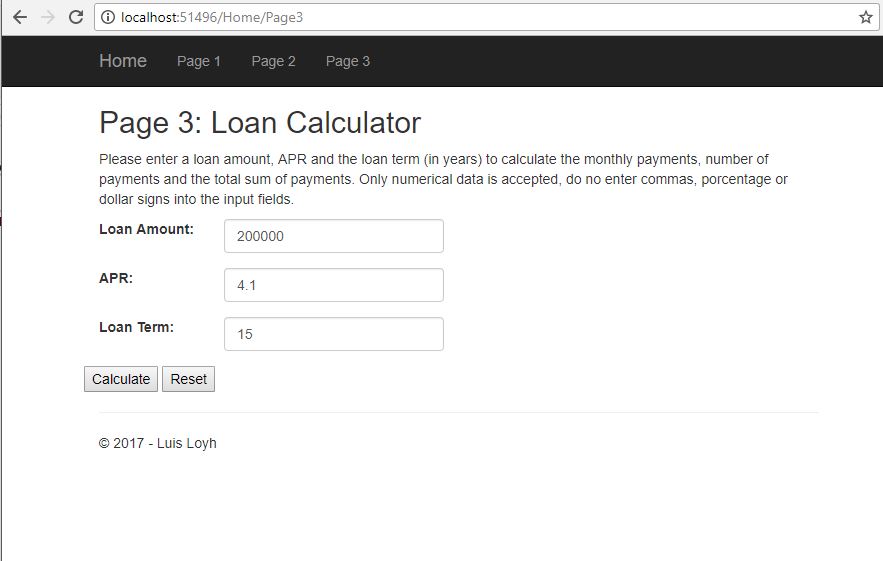 localhost:51496/Home/Page3
Home Page 1 Page 2 Page 3
Page 3: Loan Calculator
Please enter a loan amount, APR and the loan term (in years) to calculate the monthly payments, number of
payments and the total sum of payments. Only numerical data is accepted, do no enter commas, porcentage or
dollar signs into the input fields.
Loan Amount: 200000
APR: 4.1
Loan Term: 15
Calculate Reset
© 2017 - Luis Loyh